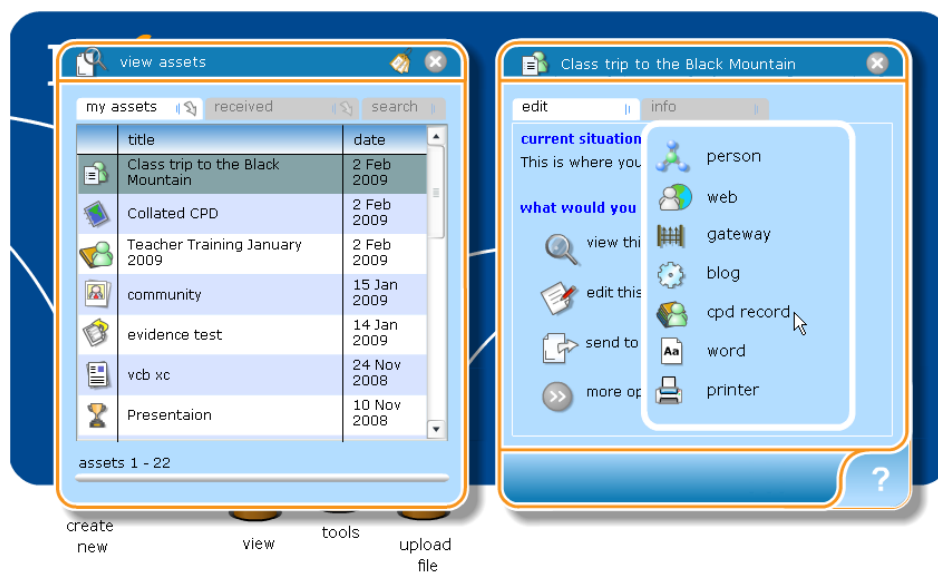 view assets
my assets
received
search
title
date
Class trip to the Black
Mountain
2 Feb
2009
Collated CPD
2 Feb
2009
Teacher Training January
2009
2 Feb
2009
community
15 Jan
2009
evidence test
14 Jan
2009
vcb xc
24 Nov
2008
Presentaion
10 Nov
2008
assets 1 - 22
Class trip to the Black Mountain
edit
info
current situation
This is where you
what would you
view thi
edit this
send to
more op
person
web
gateway
blog
cpd record
Aa
word
printer
?
create
new
view
tools
upload
file